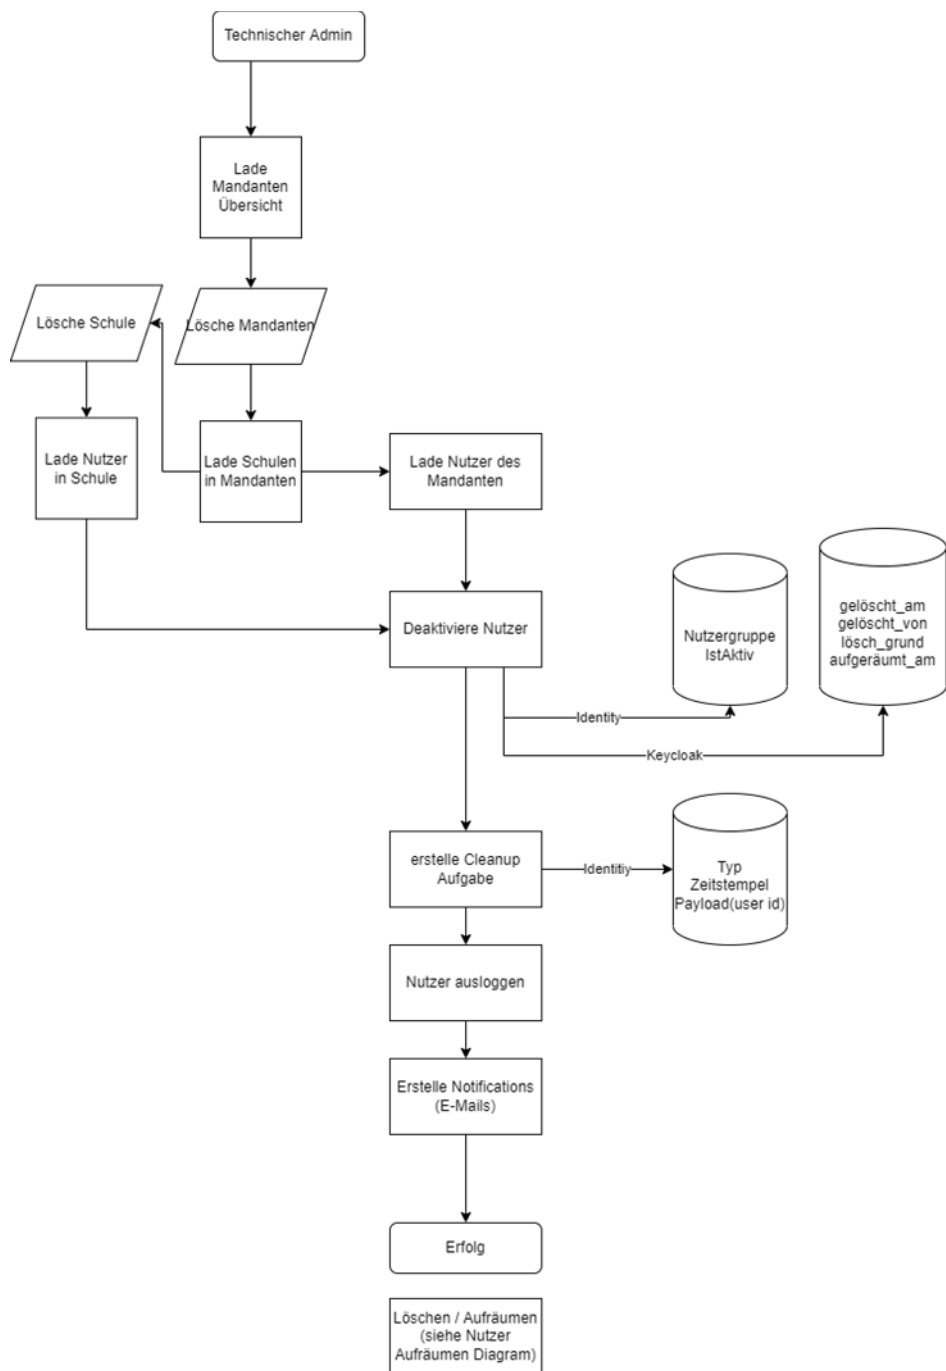 Technischer Admin
Lade
Mandanten
Übersicht
Lösche Schule
Lösche Mandanten
Lade Nutzer
in Schule
Lade Schulen
in Mandanten
Lade Nutzer des
Mandanten
Deaktiviere Nutzer
Nutzergruppe
IstAktiv
gelöscht_am
gelöscht_von
lösch_grund
aufgeräumt_am
Identity
Keycloak
erstelle Cleanup
Aufgabe
Identitiy
Typ
Zeitstempel
Payload(user id)
Nutzer ausloggen
Erstelle Notifications
(E-Mails)
Erfolg
Löschen / Aufräumen
(siehe Nutzer
Aufräumen Diagram)